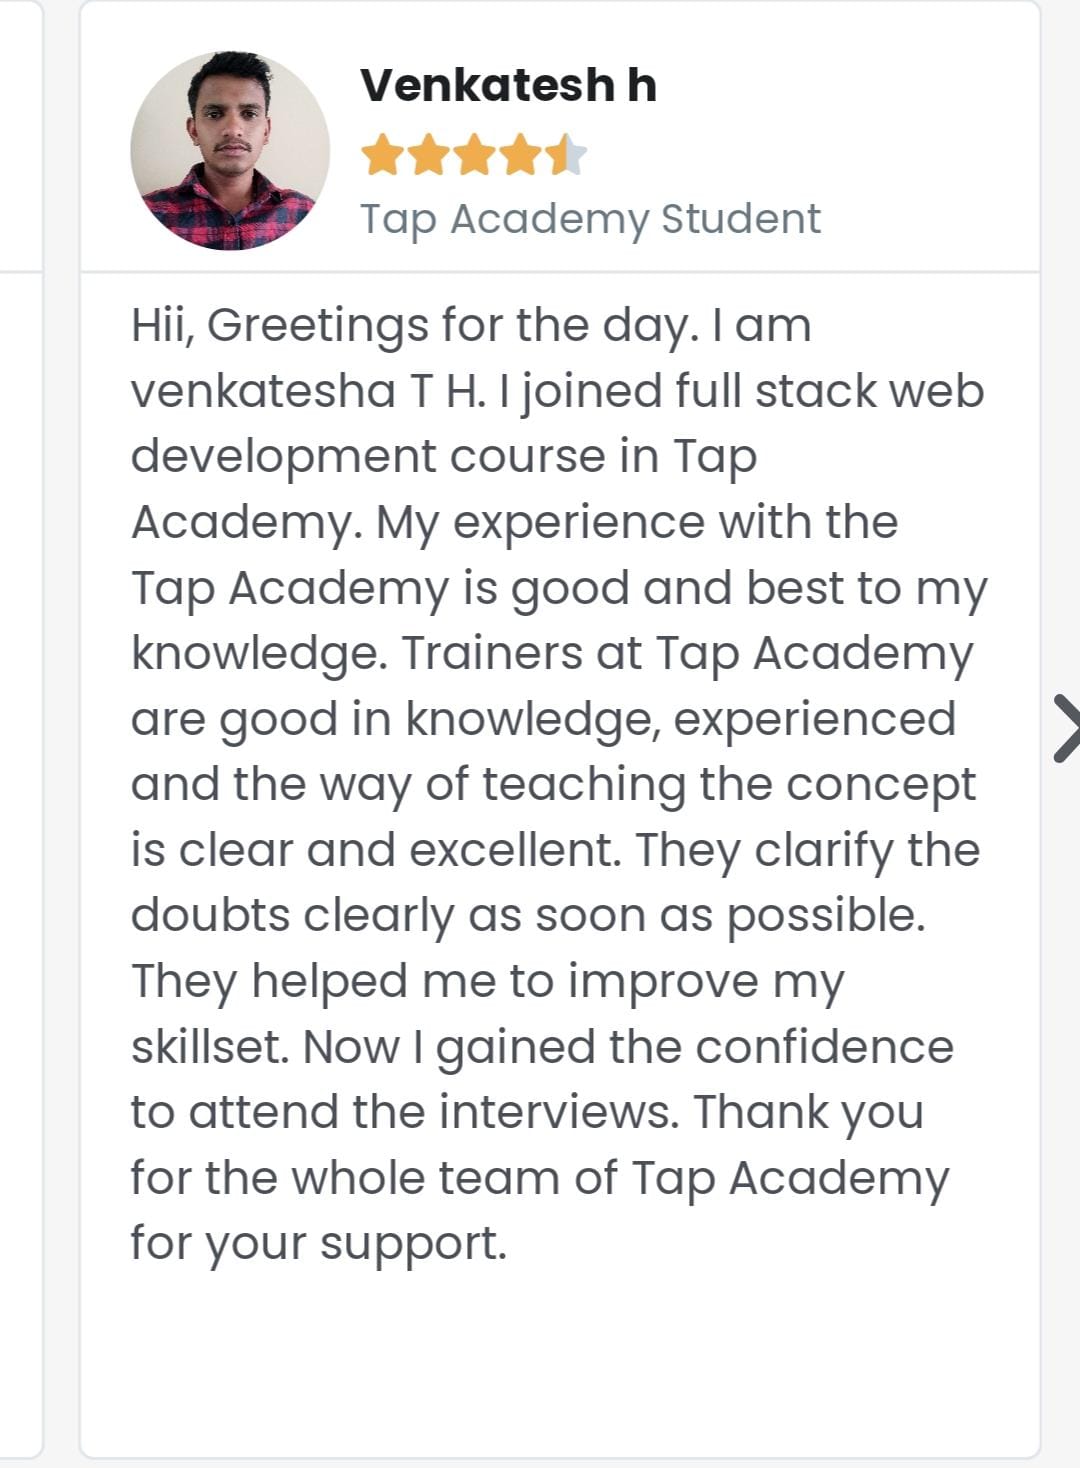 Venkatesh h
Tap Academy Student
Hii, Greetings for the day. I am
venkatesha T H. I joined full stack web
development course in Tap
Academy. My experience with the
Tap Academy is good and best to my
knowledge. Trainers at Tap Academy
are good in knowledge, experienced
and the way of teaching the concept
is clear and excellent. They clarify the
doubts clearly as soon as possible.
They helped me to improve my
skillset. Now I gained the confidence
to attend the interviews. Thank you
for the whole team of Tap Academy
for your support.